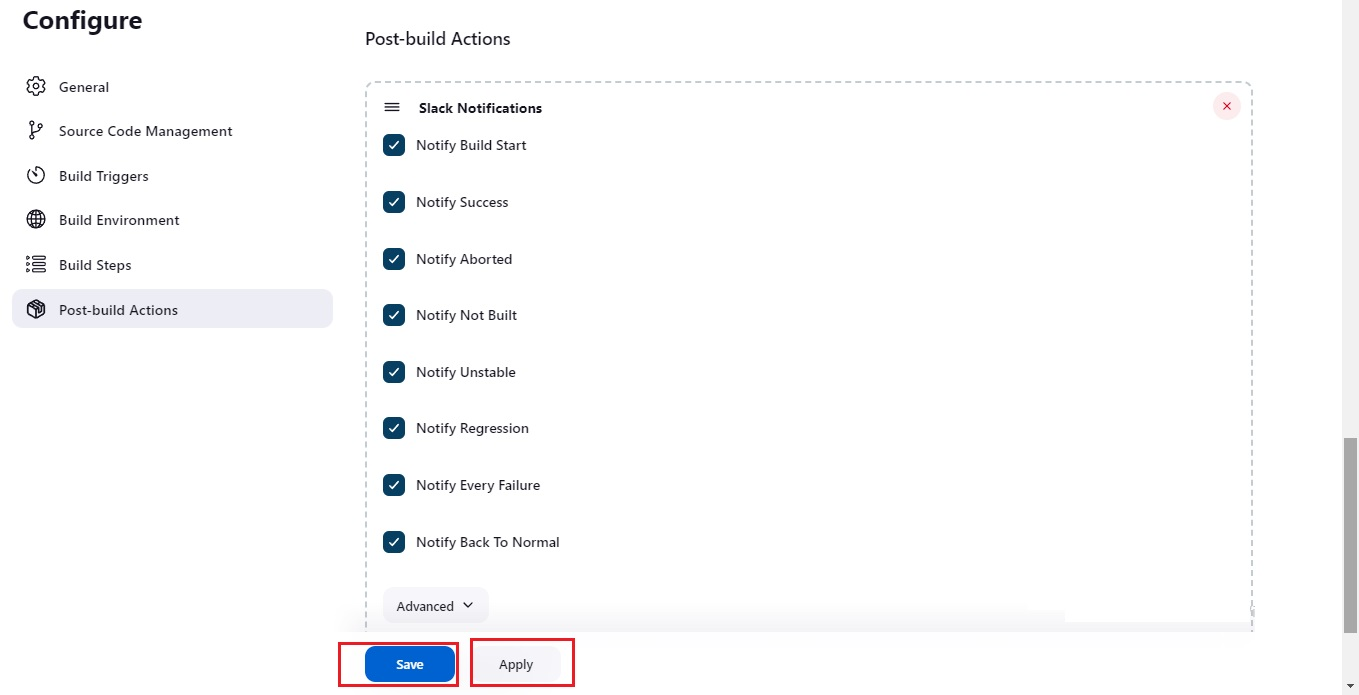 Configure
General
Source Code Management
Build Triggers
Build Environment
Build Steps
Post-build Actions
Post-build Actions
Slack Notifications
Notify Build Start
Notify Success
Notify Aborted
Notify Not Built
Notify Unstable
Notify Regression
Notify Every Failure
Notify Back To Normal
Advanced
Save
Apply